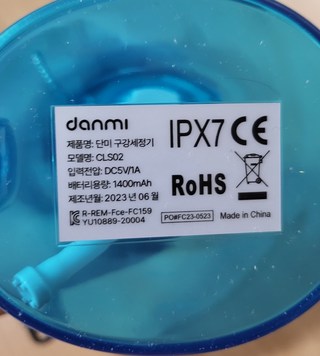 danmi
제품명: 단미 구강세정기
모델명: CLS02
입력전압: DC5V/1A
배터리용량: 1400mAh
제조년월: 2023 년 06 월
R-REM-Fce-FC159
YU10889-20004
IPX7 CE
RoHS
PO#FC23-0523
Made in China